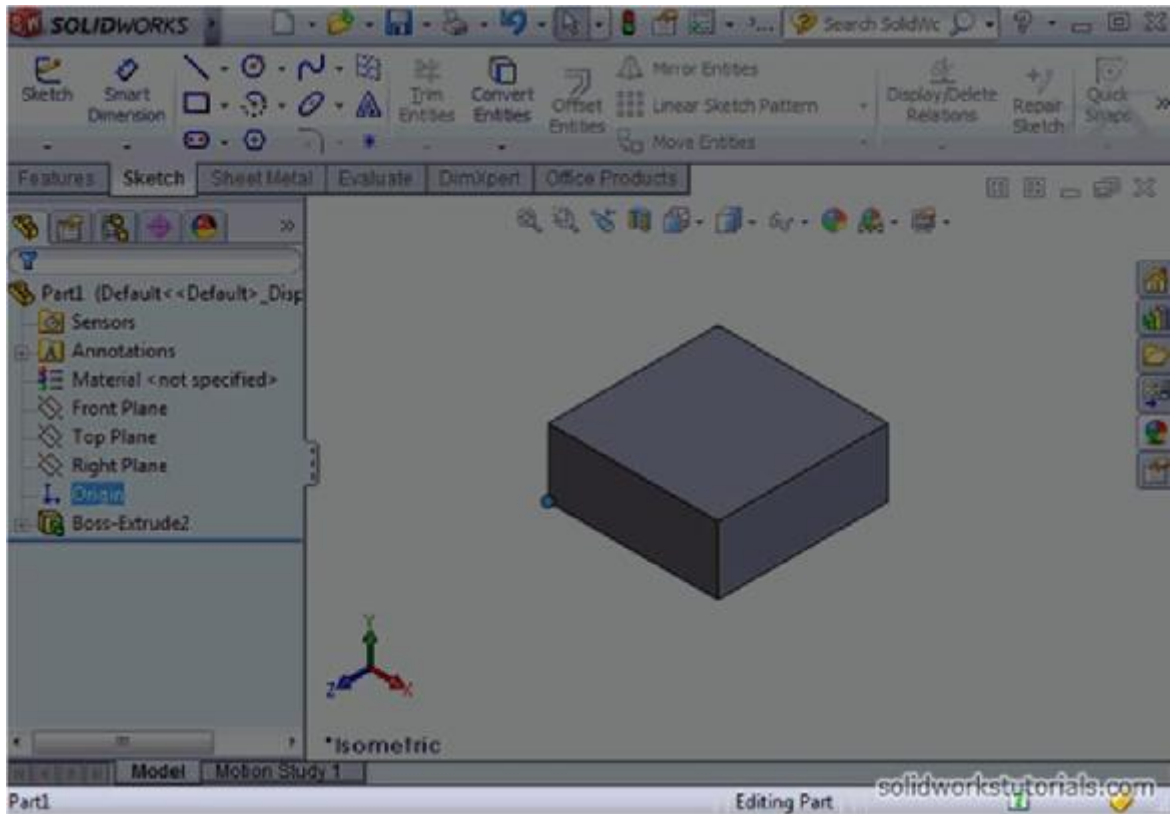 SOLIDWORKS
Search SolidWc
Sketch
Smart Dimension
Trim Entities
Convert Entities
Offset Entities
Mirror Entities
Linear Sketch Pattern
Move Entities
Display/Delete Relations
Repair Sketch
Quick Snaps
Features Sketch Sheet Metal Evaluate DimXpert Office Products
Part1 (Default<<Default>_Disp
Sensors
Annotations
Material <not specified>
Front Plane
Top Plane
Right Plane
Origin
Boss-Extrude2
Y
Z X
*Isometric
Model Motion Study 1
solidworkstutorials.com
Part1 Editing Part